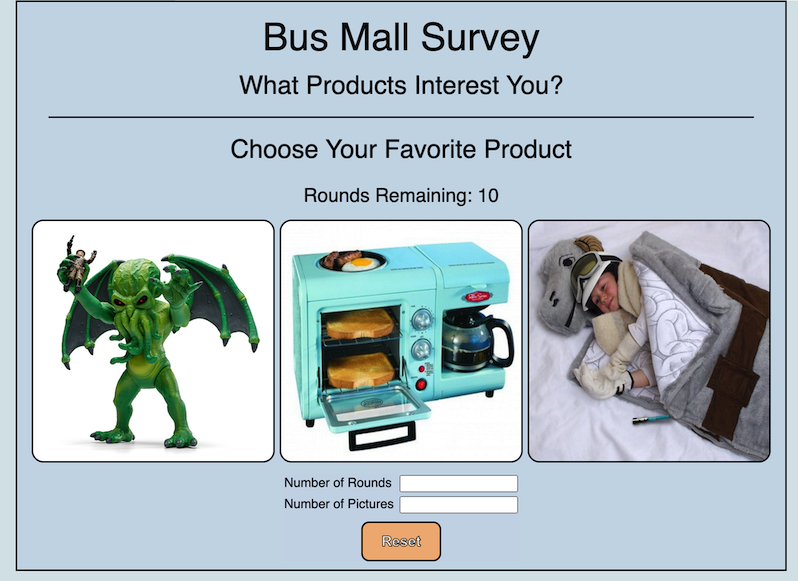 Bus Mall Survey
What Products Interest You?
Choose Your Favorite Product
Rounds Remaining: 10
Number of Rounds
Number of Pictures
Reset